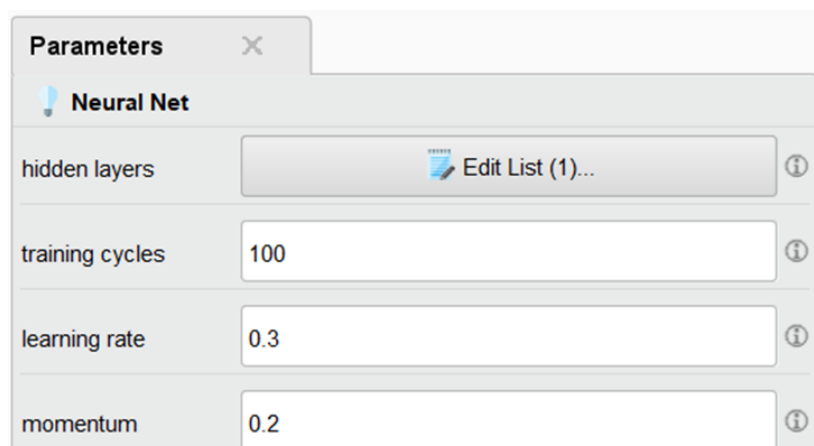 Parameters
Neural Net
hidden layers Edit List (1)...
training cycles 100
learning rate 0.3
momentum 0.2